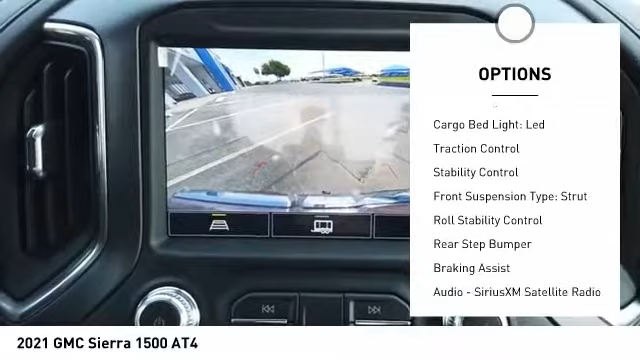 OPTIONS
Cargo Bed Light: Led
Traction Control
Stability Control
Front Suspension Type: Strut
Roll Stability Control
Rear Step Bumper
Braking Assist
Audio - SiriusXM Satellite Radio
2021 GMC Sierra 1500 AT4